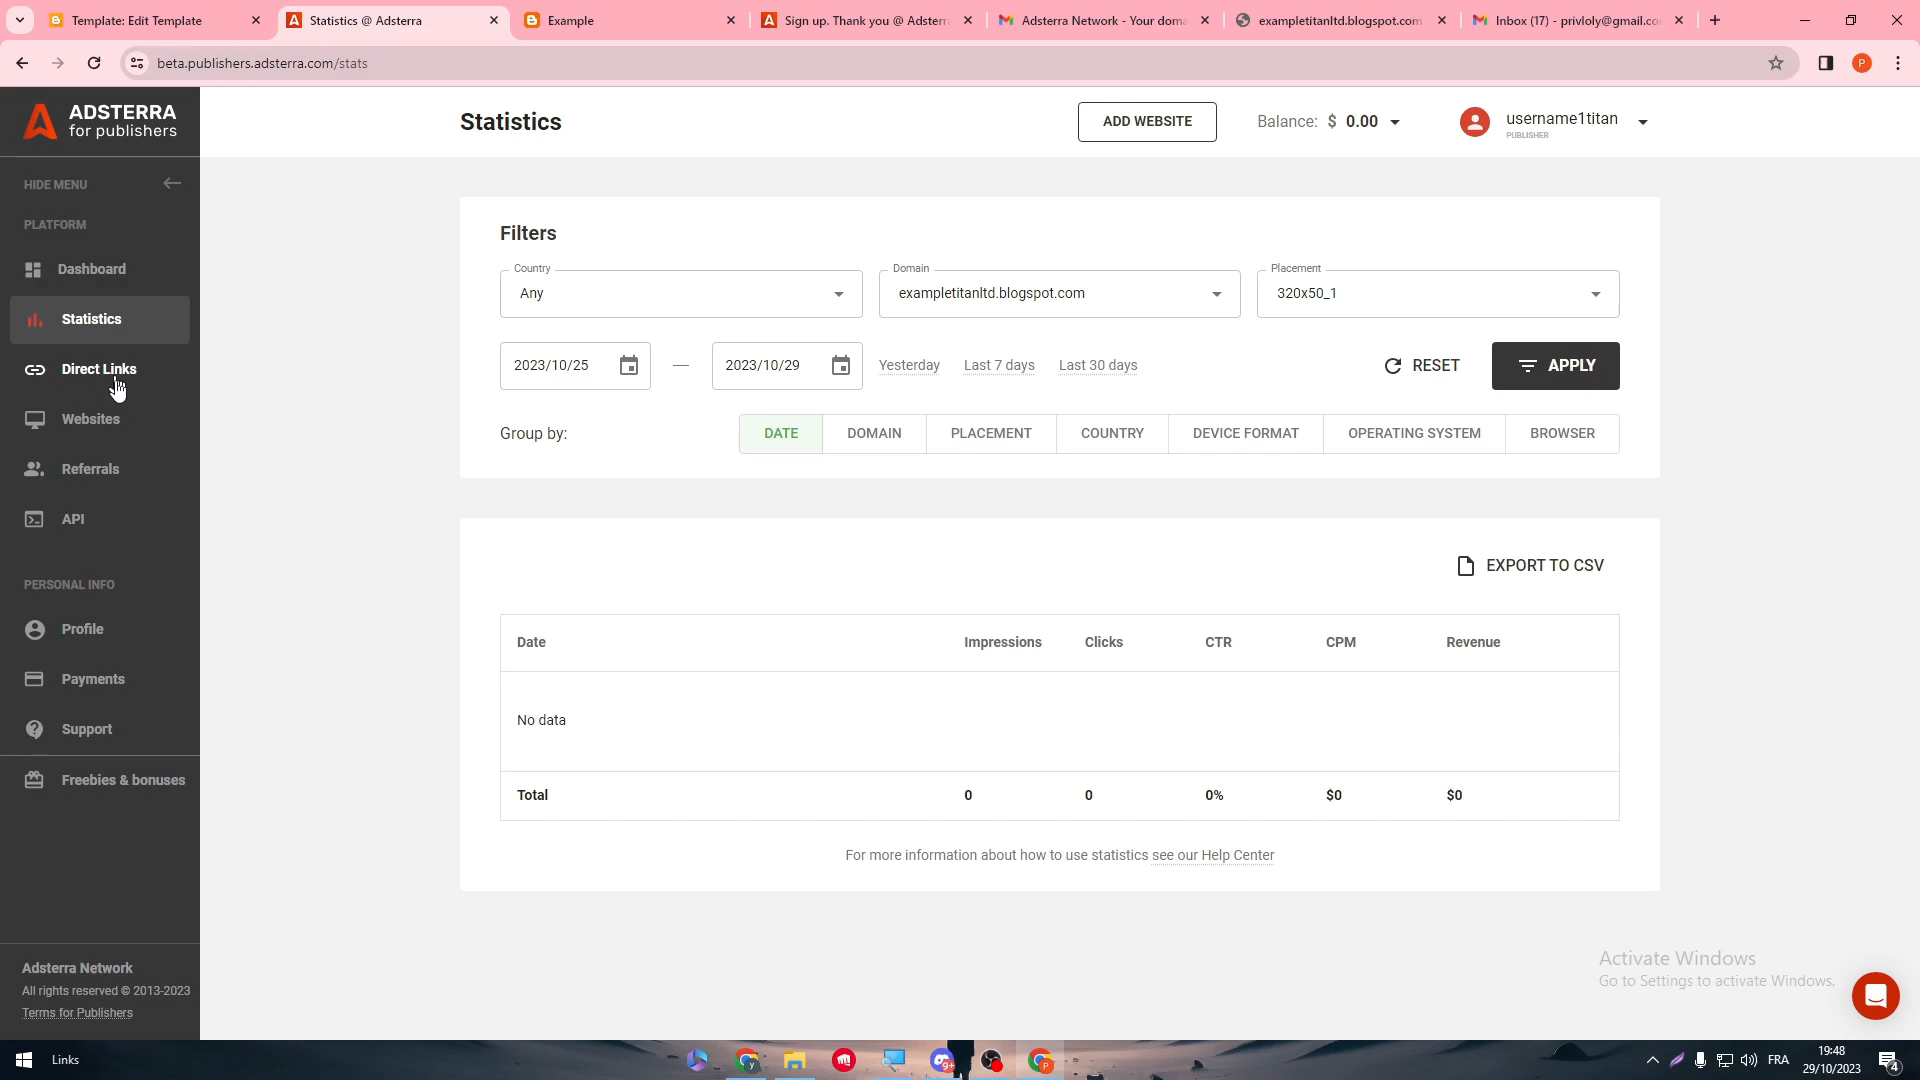 Template: Edit Template
Statistics @ Adsterra
Example
Sign up. Thank you @ Adsterra
Adsterra Network - Your doma
exampletitanltd.blogspot.com
Inbox (17) - privloly@gmail.co
beta.publishers.adsterra.com/stats
P
ADSTERRA
for publishers
Statistics
ADD WEBSITE
Balance: $ 0.00
username1titan
PUBLISHER
HIDE MENU
PLATFORM
Dashboard
Statistics
Direct Links
Websites
Referrals
API
PERSONAL INFO
Profile
Payments
Support
Freebies & bonuses
Adsterra Network
All rights reserved © 2013-2023
Terms for Publishers
Filters
Country
Any
Domain
exampletitanltd.blogspot.com
Placement
320x50_1
2023/10/25 — 2023/10/29
Yesterday Last 7 days Last 30 days
RESET
APPLY
Group by:
DATE DOMAIN PLACEMENT COUNTRY DEVICE FORMAT OPERATING SYSTEM BROWSER
EXPORT TO CSV
Date Impressions Clicks CTR CPM Revenue
No data
Total 0 0 0% $0 $0
For more information about how to use statistics see our Help Center
Activate Windows
Go to Settings to activate Windows.
Links
9+
FRA
19:48
29/10/2023
4